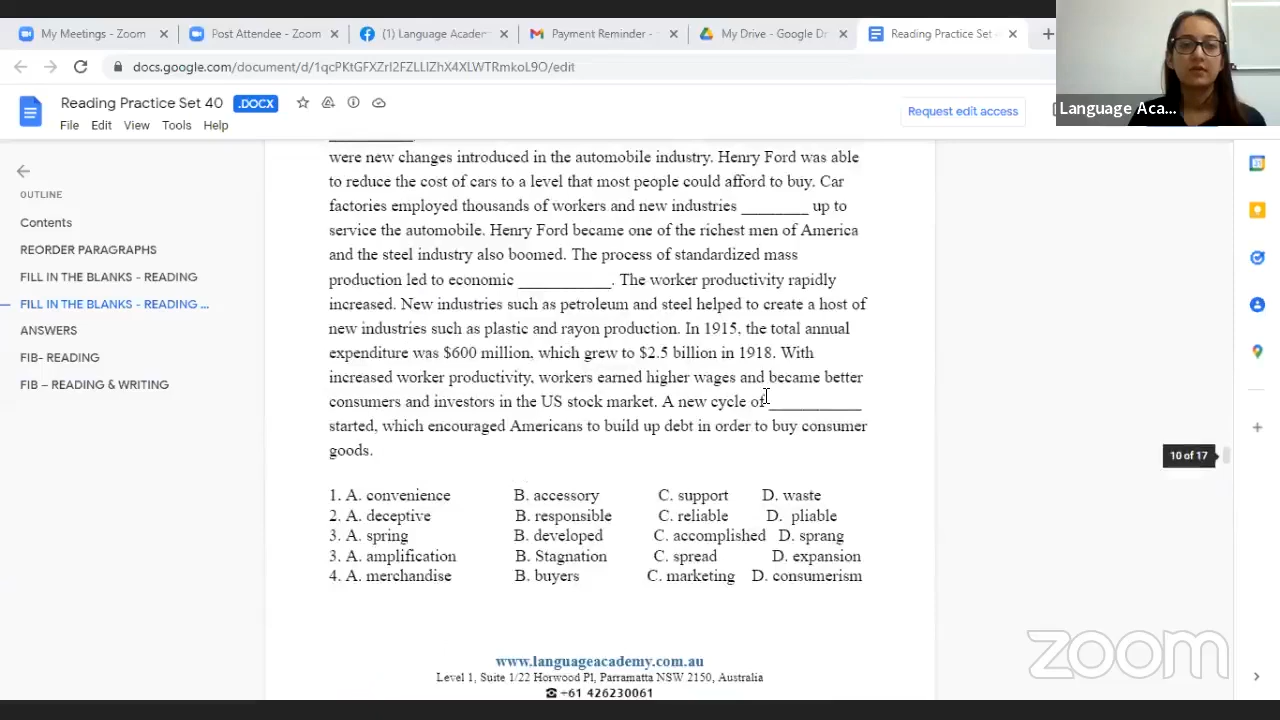 My Meetings - Zoom
Post Attendee - Zoom
(1) Language Acader
Payment Reminder -
My Drive - Google Dr
Reading Practice Set
docs.google.com/document/d/1qcPKtGFXZrI2FZLLlZhX4XLWTRmkoL9O/edit
Reading Practice Set 40 .DOCX
File Edit View Tools Help
Request edit access
Language Aca...
OUTLINE
Contents
REORDER PARAGRAPHS
FILL IN THE BLANKS - READING
FILL IN THE BLANKS - READING ...
ANSWERS
FIB- READING
FIB – READING & WRITING
were new changes introduced in the automobile industry. Henry Ford was able
to reduce the cost of cars to a level that most people could afford to buy. Car
factories employed thousands of workers and new industries ________ up to
service the automobile. Henry Ford became one of the richest men of America
and the steel industry also boomed. The process of standardized mass
production led to economic ___________. The worker productivity rapidly
increased. New industries such as petroleum and steel helped to create a host of
new industries such as plastic and rayon production. In 1915, the total annual
expenditure was $600 million, which grew to $2.5 billion in 1918. With
increased worker productivity, workers earned higher wages and became better
consumers and investors in the US stock market. A new cycle of ___________
started, which encouraged Americans to build up debt in order to buy consumer
goods.
1. A. convenience B. accessory C. support D. waste
2. A. deceptive B. responsible C. reliable D. pliable
3. A. spring B. developed C. accomplished D. sprang
3. A. amplification B. Stagnation C. spread D. expansion
4. A. merchandise B. buyers C. marketing D. consumerism
10 of 17
www.languageacademy.com.au
Level 1, Suite 1/22 Horwood Pl, Parramatta NSW 2150, Australia
☎ +61 426230061
zoom